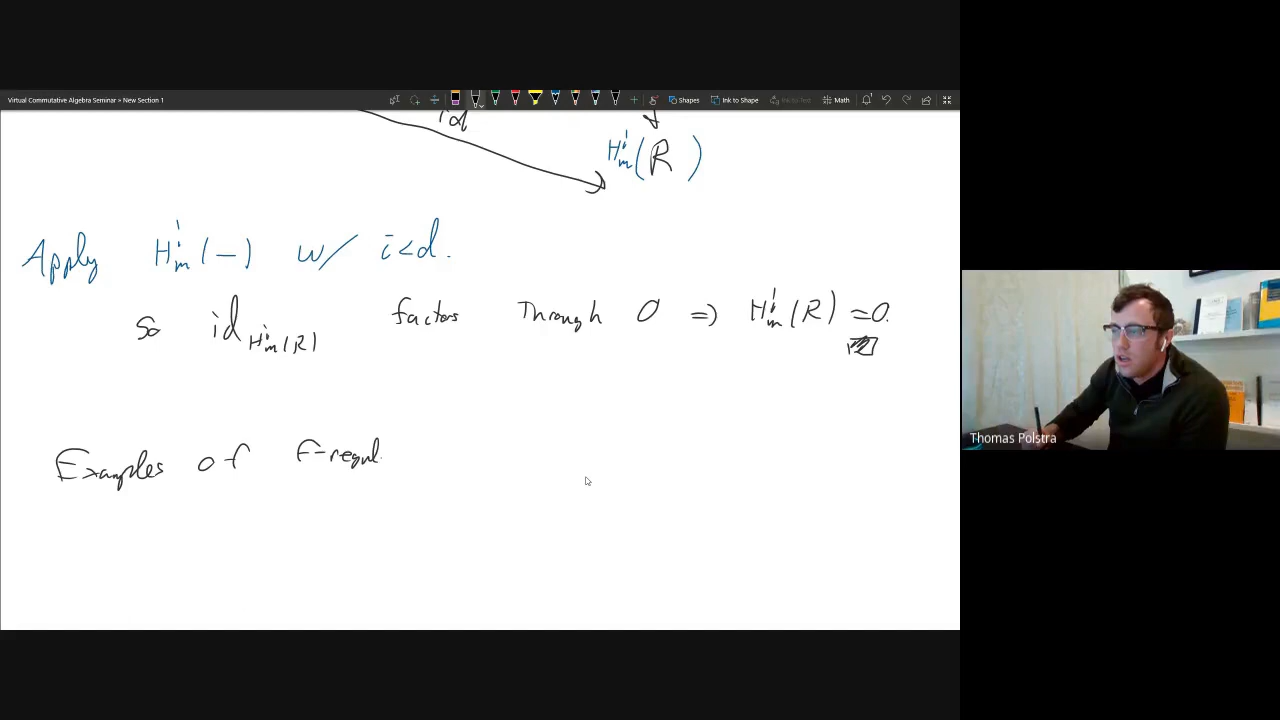 Virtual Commutative Algebra Seminar » New Section 1
Shapes
Ink to Shape
Math
id
H^i_m(R)
Apply H^i_m(-) w/ i<d.
So id_{H^i_m(R)} factors through 0 ⇒ H^i_m(R) = 0.
Examples of F-regul
Thomas Polstra